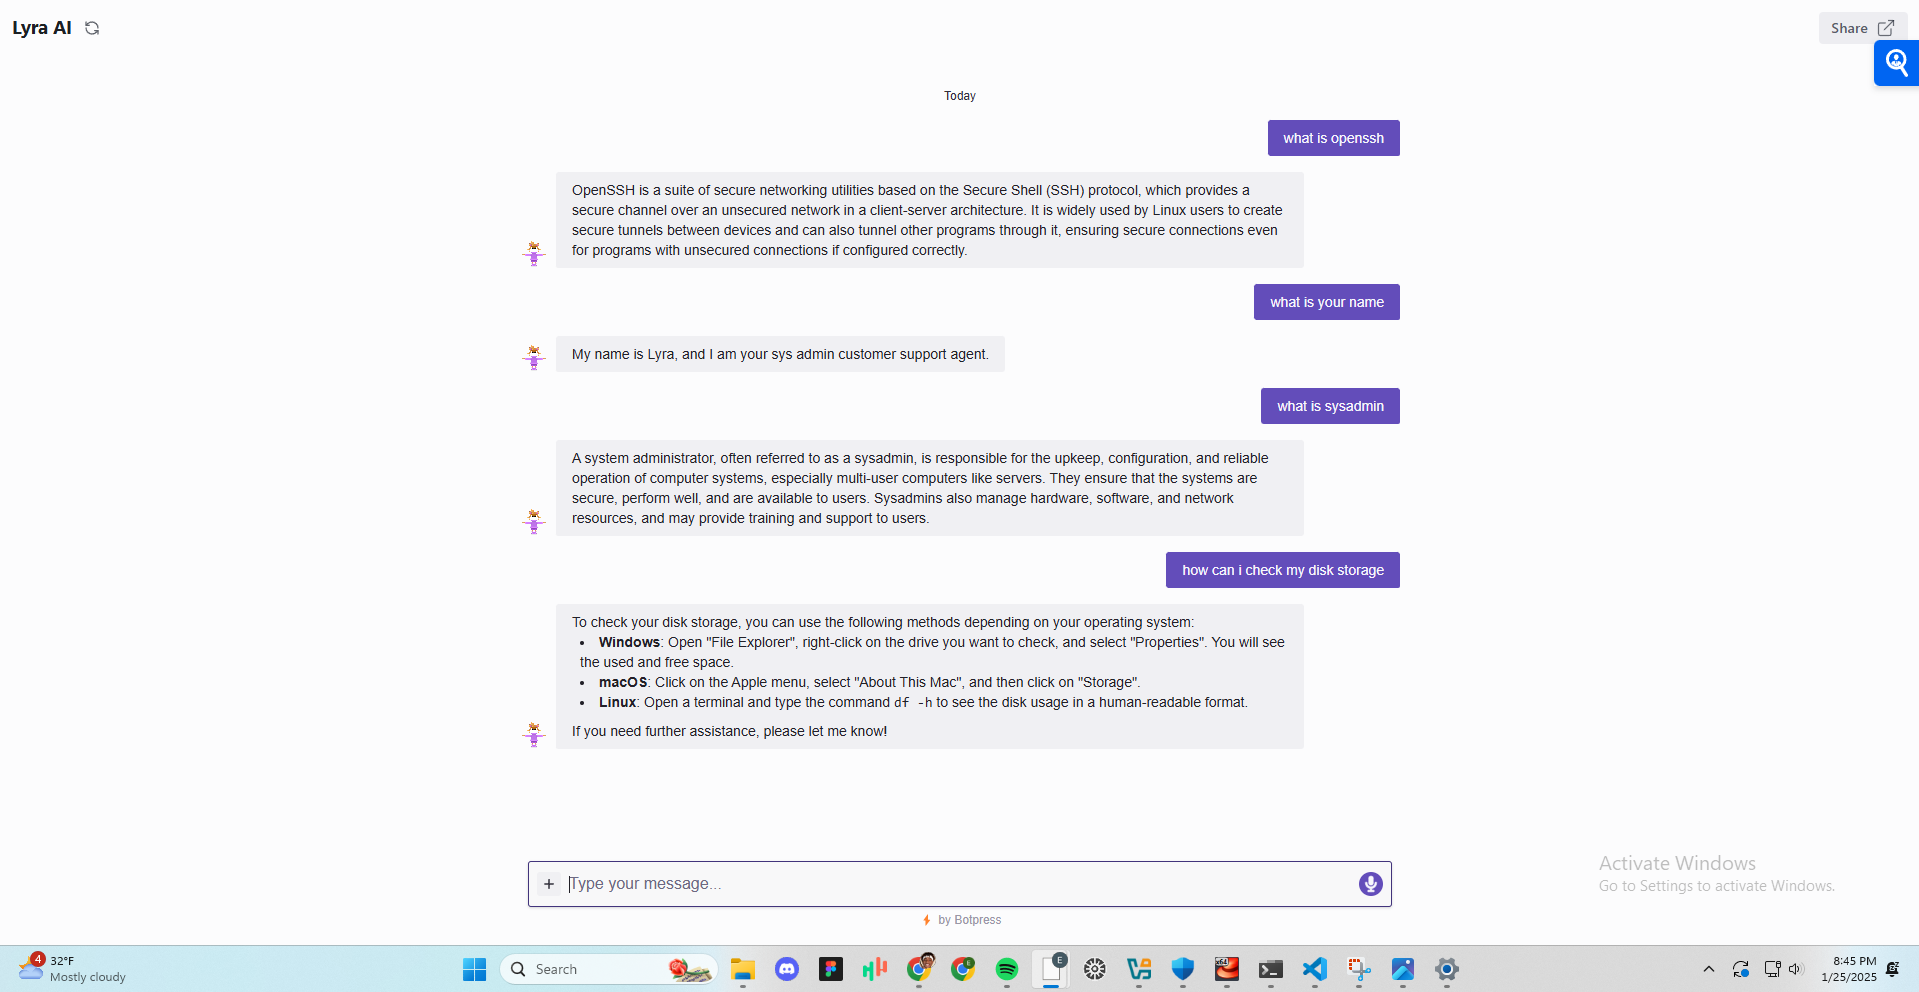 Lyra AI
Share
Today
what is openssh
OpenSSH is a suite of secure networking utilities based on the Secure Shell (SSH) protocol, which provides a
secure channel over an unsecured network in a client-server architecture. It is widely used by Linux users to create
secure tunnels between devices and can also tunnel other programs through it, ensuring secure connections even
for programs with unsecured connections if configured correctly.
what is your name
My name is Lyra, and I am your sys admin customer support agent.
what is sysadmin
A system administrator, often referred to as a sysadmin, is responsible for the upkeep, configuration, and reliable
operation of computer systems, especially multi-user computers like servers. They ensure that the systems are
secure, perform well, and are available to users. Sysadmins also manage hardware, software, and network
resources, and may provide training and support to users.
how can i check my disk storage
To check your disk storage, you can use the following methods depending on your operating system:
• Windows: Open "File Explorer", right-click on the drive you want to check, and select "Properties". You will see
the used and free space.
• macOS: Click on the Apple menu, select "About This Mac", and then click on "Storage".
• Linux: Open a terminal and type the command df -h to see the disk usage in a human-readable format.
If you need further assistance, please let me know!
Type your message...
by Botpress
Activate Windows
Go to Settings to activate Windows.
4
32°F
Mostly cloudy
Search
E
E
x64
8:45 PM
1/25/2025